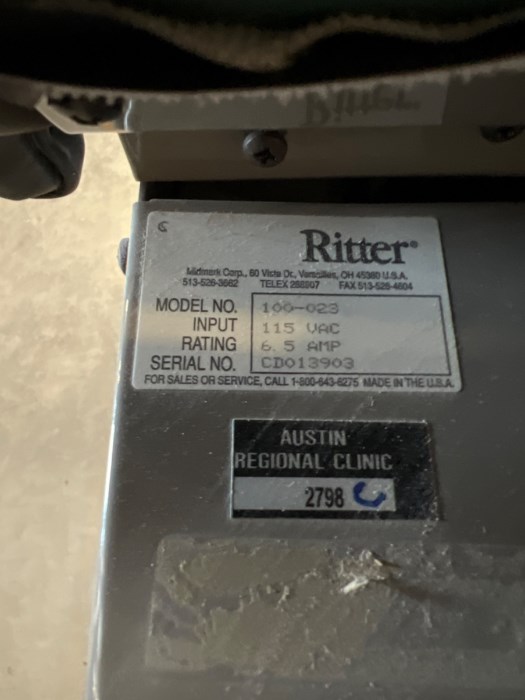 Ritter®
Midmark Corp., 60 Vista Dr., Versailles, OH 45380 U.S.A.
513-526-3662 TELEX 288207 FAX 513-526-4604
MODEL NO. 100-023
INPUT 115 VAC
RATING 6.5 AMP
SERIAL NO. CD013903
FOR SALES OR SERVICE, CALL 1-800-643-6275 MADE IN THE U.S.A.
AUSTIN
REGIONAL CLINIC
2798